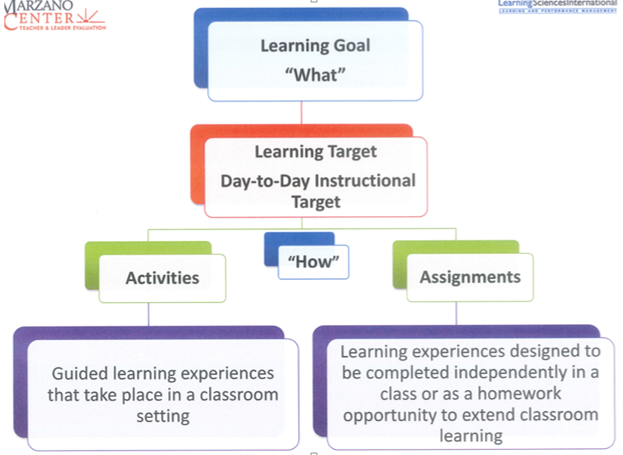 MARZANO
CENTER
TEACHER & LEADER EVALUATION
LearningSciencesInternational
LEARNING AND PERFORMANCE MANAGEMENT
Learning Goal
“What”
Learning Target
Day-to-Day Instructional
Target
Activities
“How”
Assignments
Guided learning experiences
that take place in a classroom
setting
Learning experiences designed to
be completed independently in a
class or as a homework
opportunity to extend classroom
learning